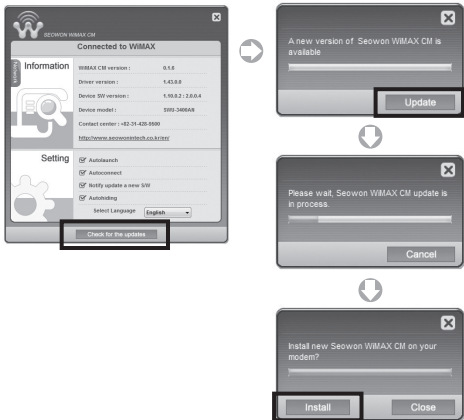 SEOWON WiMAX CM
Connected to WiMAX
Network
Information
WiMAX CM version : 0.1.6
Driver version : 1.43.0.0
Device SW version : 1.10.0.2 : 2.0.0.4
Device model : SWU-3400AR
Contact center : +82-31-428-9600
http://www.seowonintech.co.kr/en/
Setting
Autolaunch
Autoconnect
Notify update a new S/W
Autohiding
Select Language English
Check for the updates
A new version of Seowon WiMAX CM is
available
Update
Please wait, Seowon WiMAX CM update is
in process.
Cancel
Install new Seowon WiMAX CM on your
modem?
Install Close